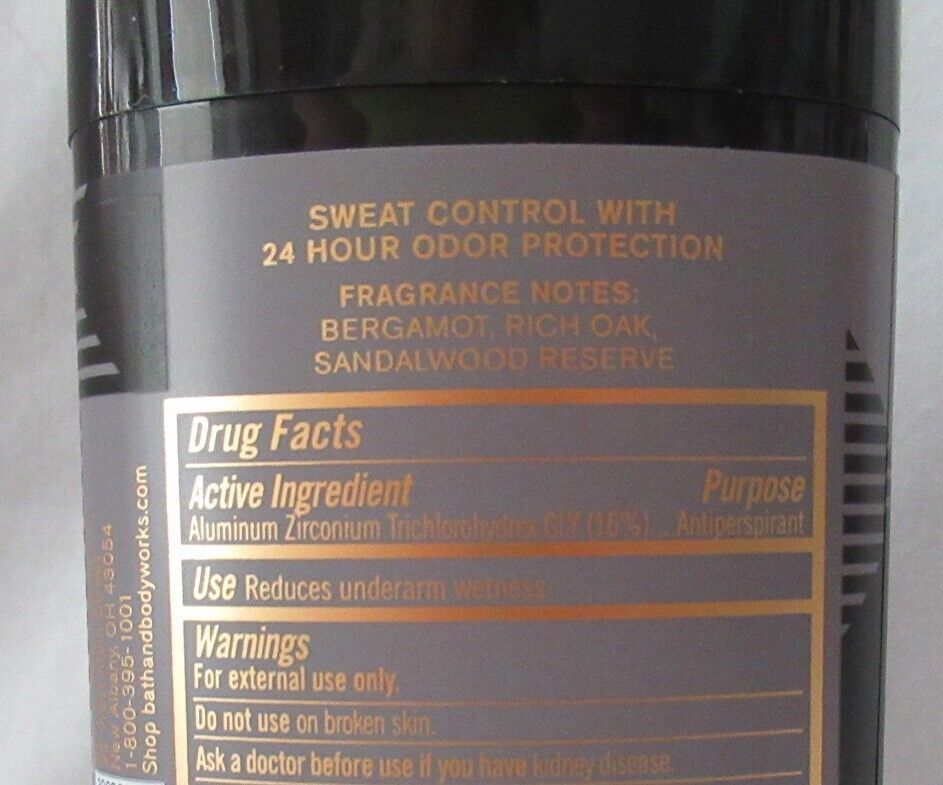 SWEAT CONTROL WITH
24 HOUR ODOR PROTECTION
FRAGRANCE NOTES:
BERGAMOT, RICH OAK,
SANDALWOOD RESERVE
Drug Facts
Active Ingredient Purpose
Aluminum Zirconium Trichlorohydrex GLY (16%) Antiperspirant
Use Reduces underarm wetness
Warnings
For external use only.
Do not use on broken skin.
Ask a doctor before use if you have kidney disease.
New Albany, OH 43054
1-800-395-1001
Shop bathandbodyworks.com